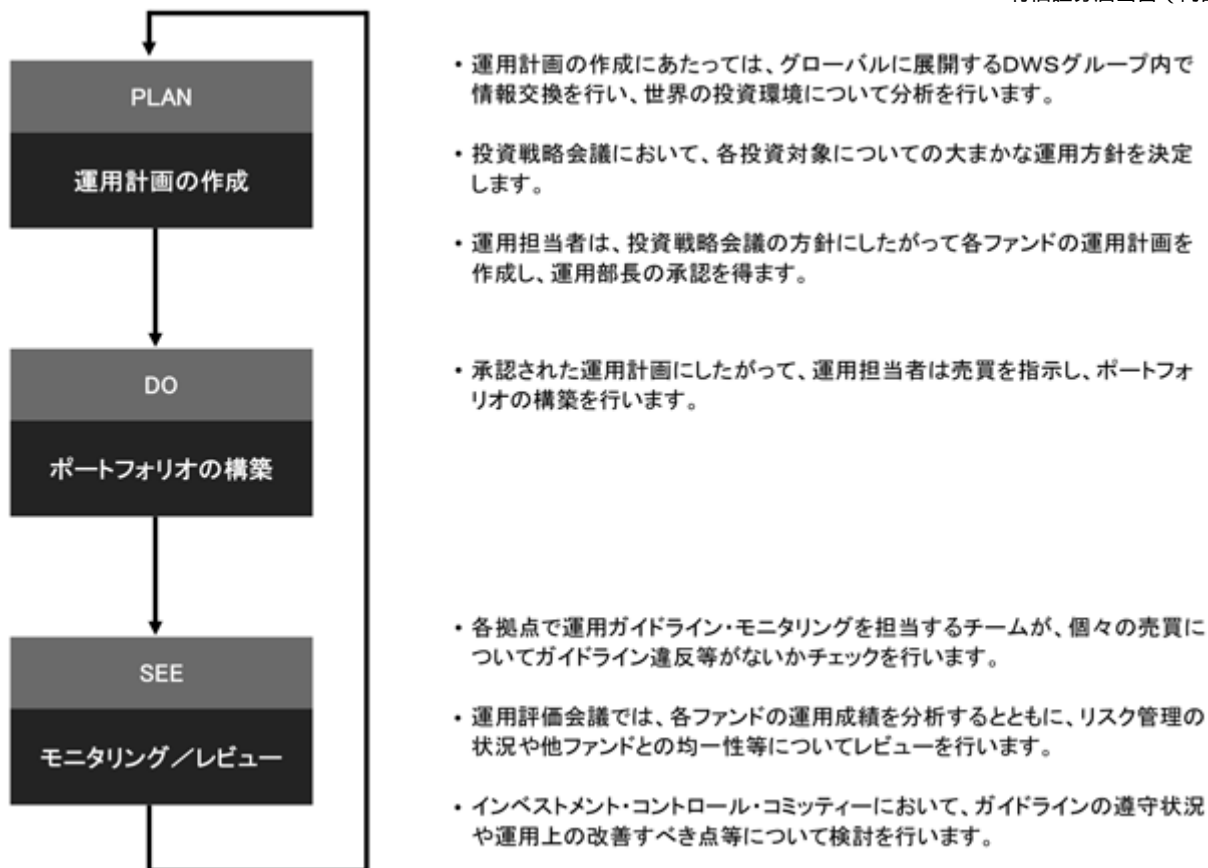 PLAN
運用計画の作成
・運用計画の作成にあたっては、グローバルに展開するDWSグループ内で
情報交換を行い、世界の投資環境について分析を行います。
・投資戦略会議において、各投資対象についての大まかな運用方針を決定
します。
・運用担当者は、投資戦略会議の方針にしたがって各ファンドの運用計画を
作成し、運用部長の承認を得ます。
DO
ポートフォリオの構築
・承認された運用計画にしたがって、運用担当者は売買を指示し、ポートフォ
リオの構築を行います。
SEE
モニタリング／レビュー
・各拠点で運用ガイドライン・モニタリングを担当するチームが、個々の売買に
ついてガイドライン違反等がないかチェックを行います。
・運用評価会議では、各ファンドの運用成績を分析するとともに、リスク管理の
状況や他ファンドとの均一性等についてレビューを行います。
・インベストメント・コントロール・コミッティーにおいて、ガイドラインの遵守状況
や運用上の改善すべき点等について検討を行います。